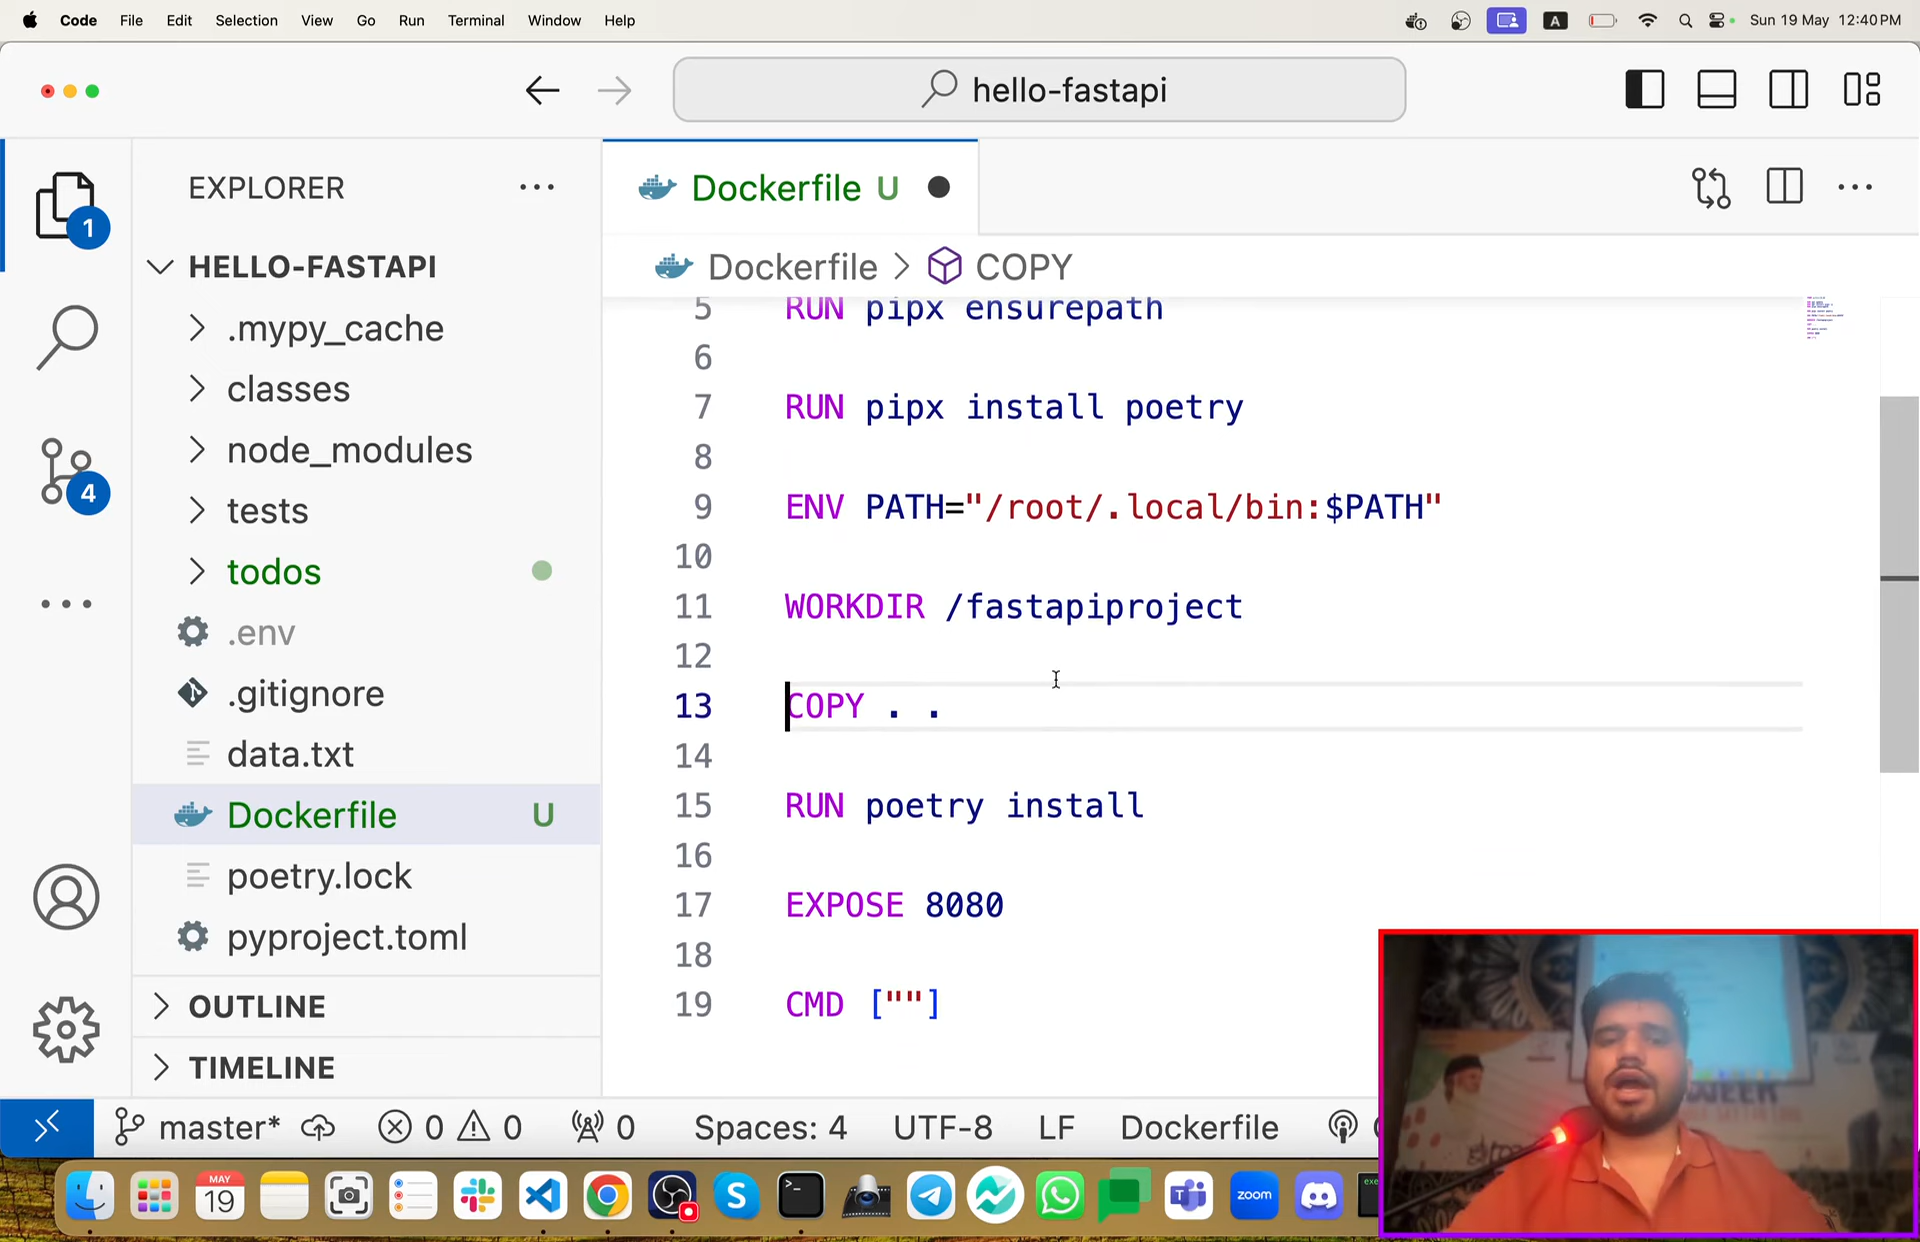 Code File Edit Selection View Go Run Terminal Window Help
A Sun 19 May 12:40 PM
hello-fastapi
1
4
EXPLORER
HELLO-FASTAPI
.mypy_cache
classes
node_modules
tests
todos
.env
.gitignore
data.txt
Dockerfile U
poetry.lock
pyproject.toml
OUTLINE
TIMELINE
Dockerfile U
Dockerfile > COPY
5 RUN pipx ensurepath
6
7 RUN pipx install poetry
8
9 ENV PATH="/root/.local/bin:$PATH"
10
11 WORKDIR /fastapiproject
12
13 COPY . .
14
15 RUN poetry install
16
17 EXPOSE 8080
18
19 CMD [""]
master* 0 0 0 Spaces: 4 UTF-8 LF Dockerfile
MAY
19
S
zoom